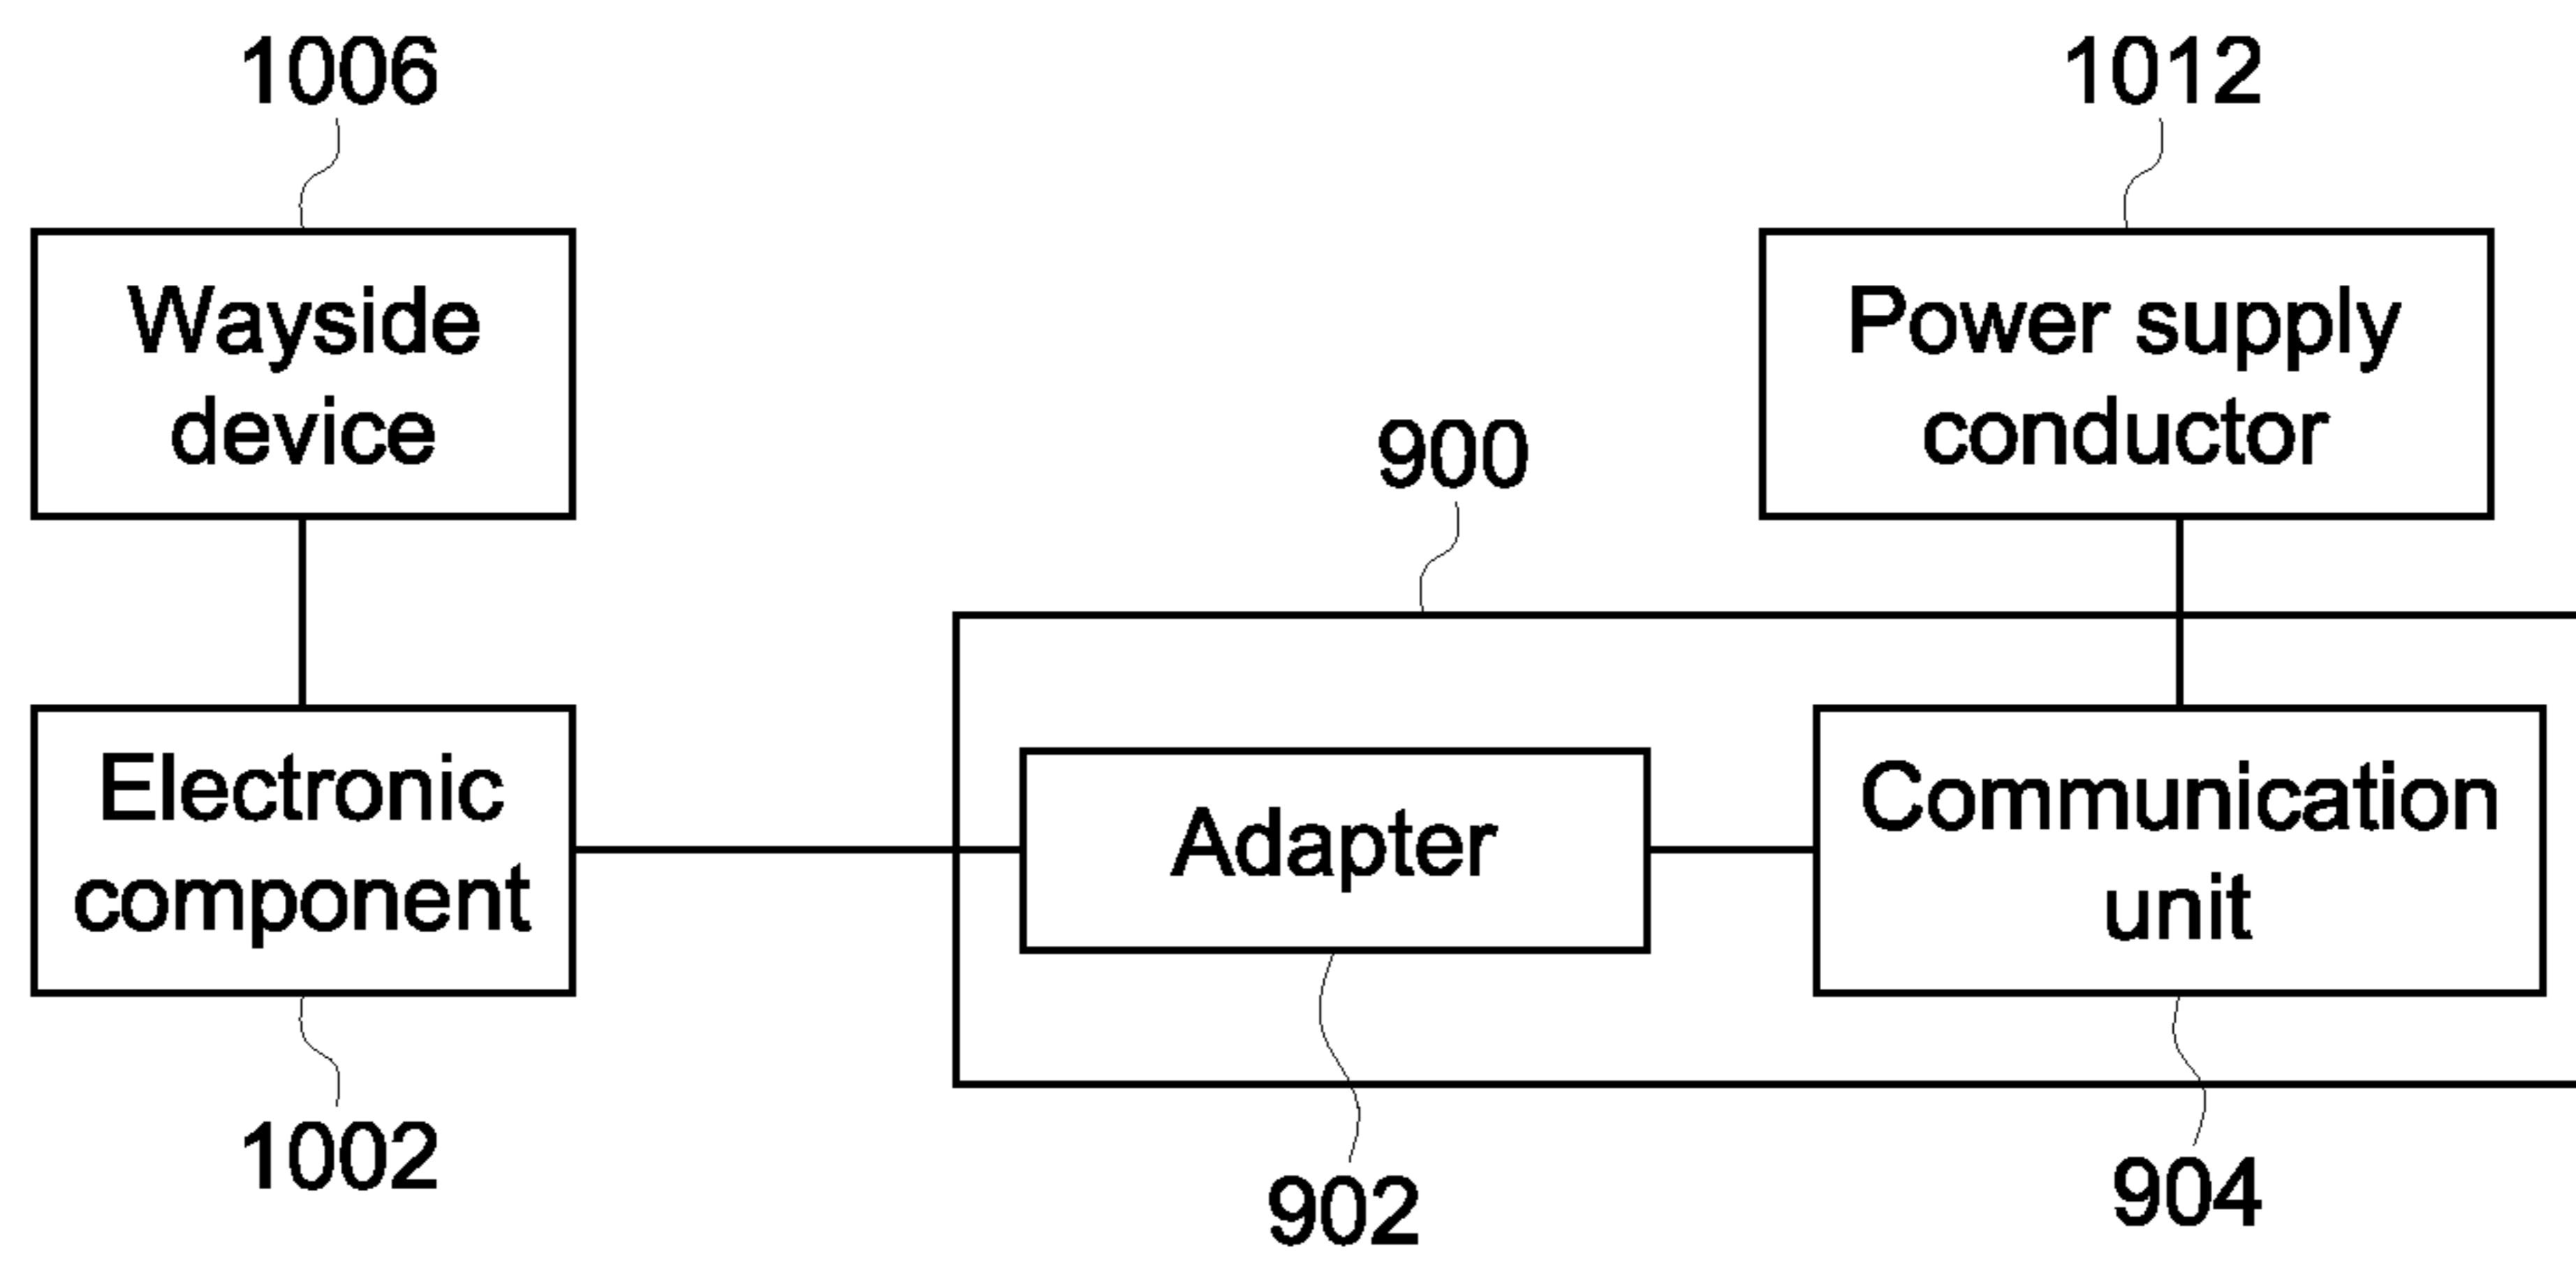 1006
1012
Wayside
device
Power supply
conductor
900
Electronic
component
Adapter
Communication
unit
1002
902
904